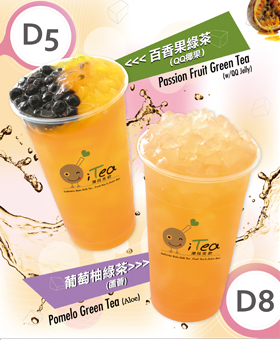 D5
<<< 百香果綠茶
(QQ椰果)
Passion Fruit Green Tea
(w/QQ Jelly)
iTea
iTea
葡萄柚綠茶>>>
(蘆薈)
Pomelo Green Tea (Aloe)
D8